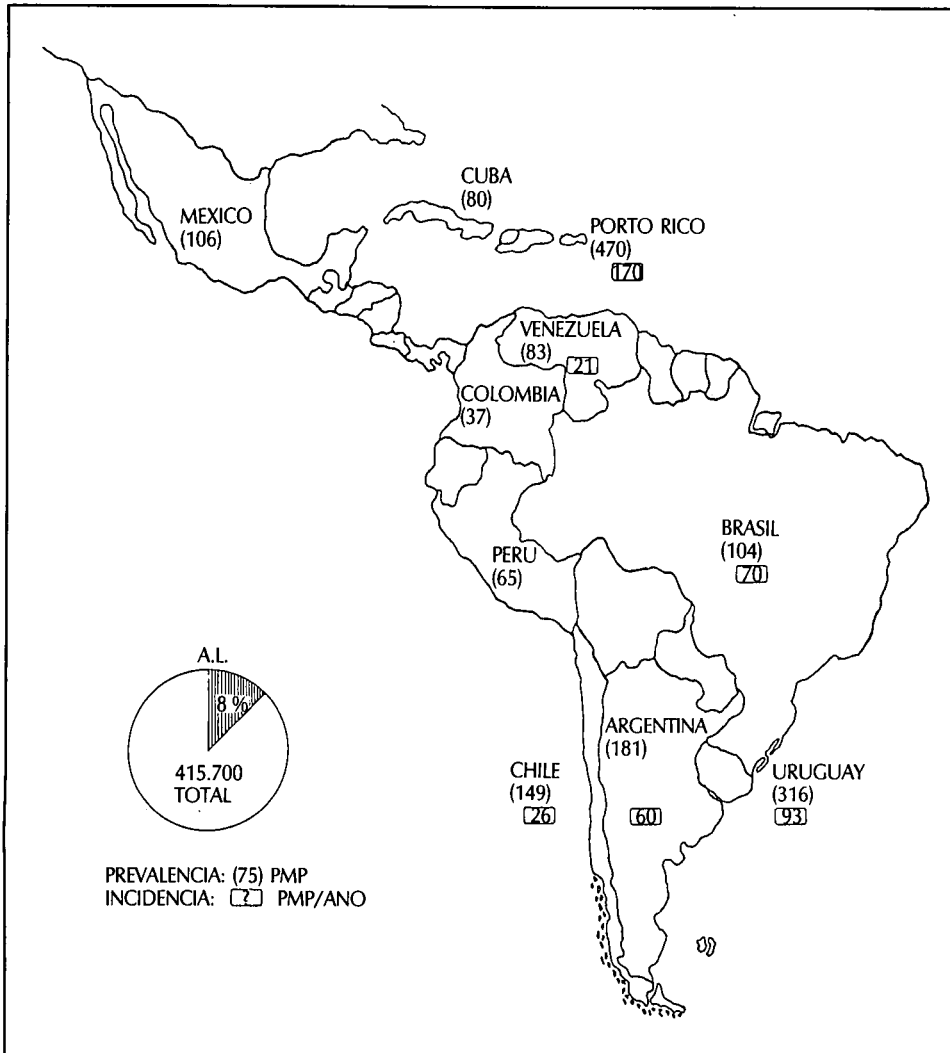 CUBA
(80)
MEXICO
(106)
PORTO RICO
(470)
170
VENEZUELA
(83)
21
COLOMBIA
(37)
BRASIL
(104)
70
PERU
(65)
A.L.
8 %
415.700
TOTAL
ARGENTINA
(181)
60
CHILE
(149)
26
URUGUAY
(316)
93
PREVALENCIA: (75) PMP
INCIDENCIA: ? PMP/ANO